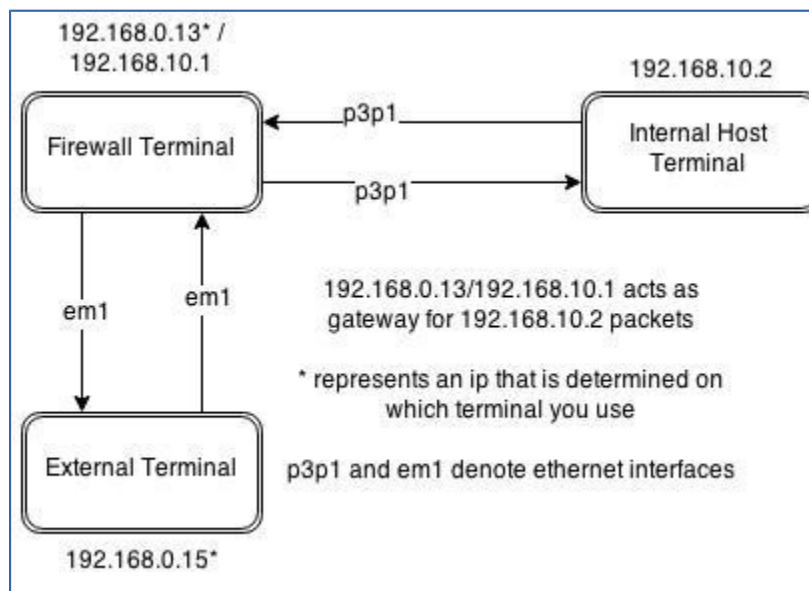 192.168.0.13* /
192.168.10.1
192.168.10.2
Firewall Terminal
p3p1
Internal Host
Terminal
p3p1
em1
em1
192.168.0.13/192.168.10.1 acts as
gateway for 192.168.10.2 packets
* represents an ip that is determined on
which terminal you use
External Terminal
p3p1 and em1 denote ethernet interfaces
192.168.0.15*